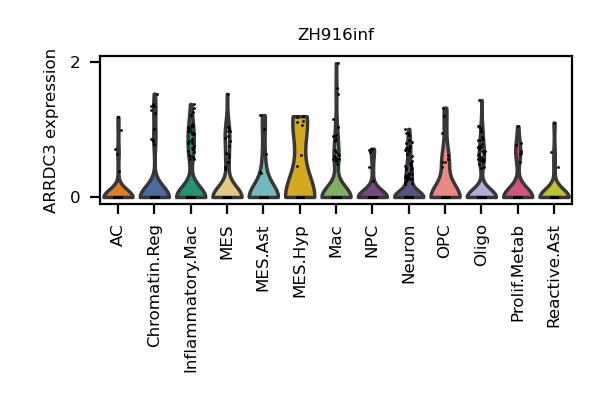 ZH916inf
ARRDC3 expression
2
0
AC
Chromatin.Reg
Inflammatory.Mac
MES
MES.Ast
MES.Hyp
Mac
NPC
Neuron
OPC
Oligo
Prolif.Metab
Reactive.Ast